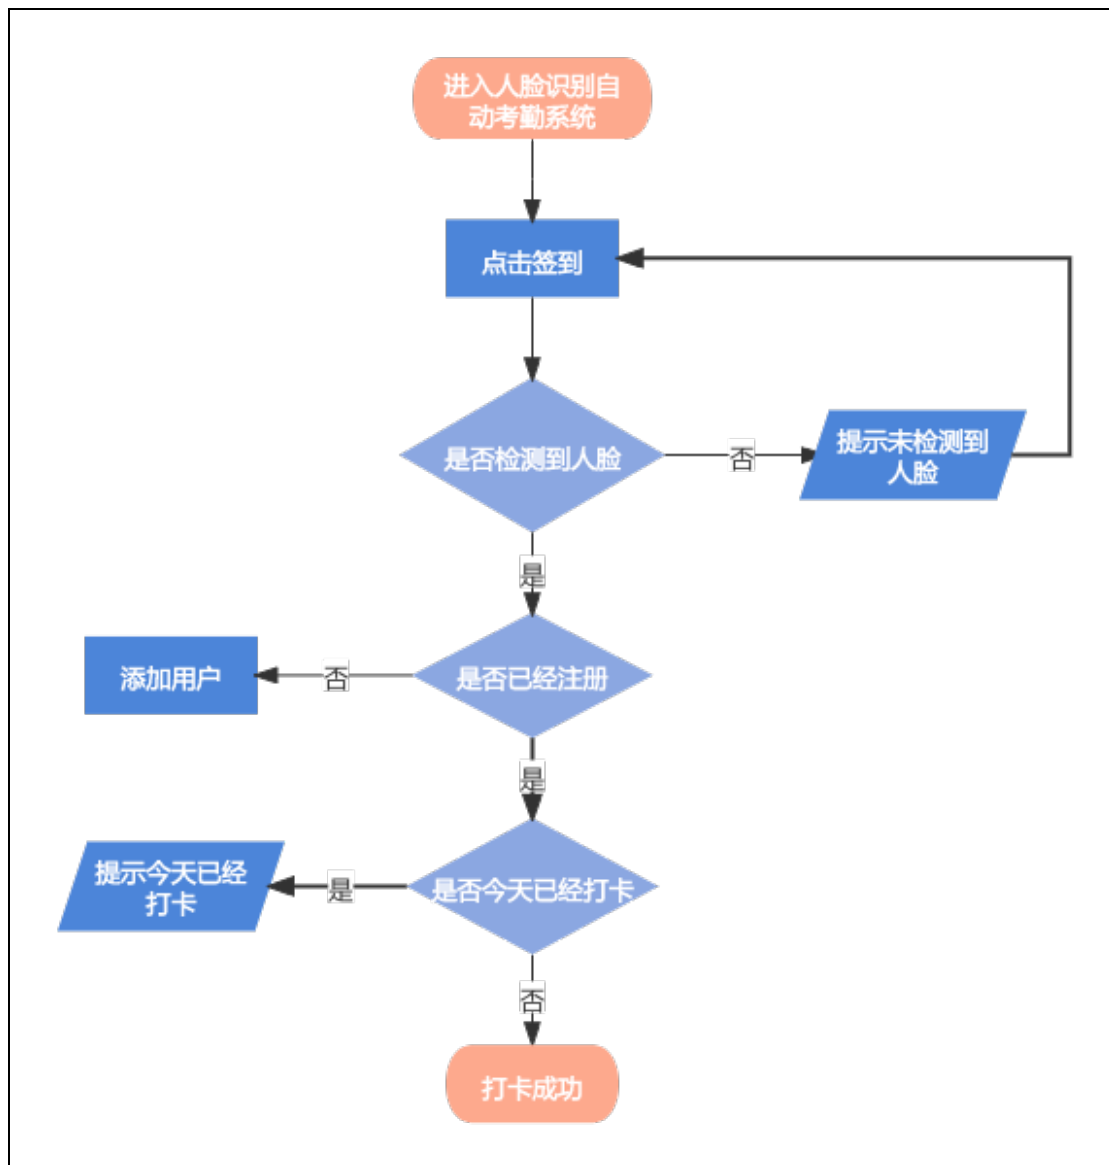 进入人脸识别自
动考勤系统
点击签到
是否检测到人脸
否
提示未检测到
人脸
是
添加用户
否
是否已经注册
是
提示今天已经
打卡
是
是否今天已经打卡
否
打卡成功